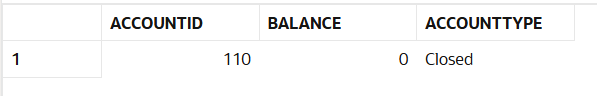 ACCOUNTID BALANCE ACCOUNTTYPE
1 110 0 Closed